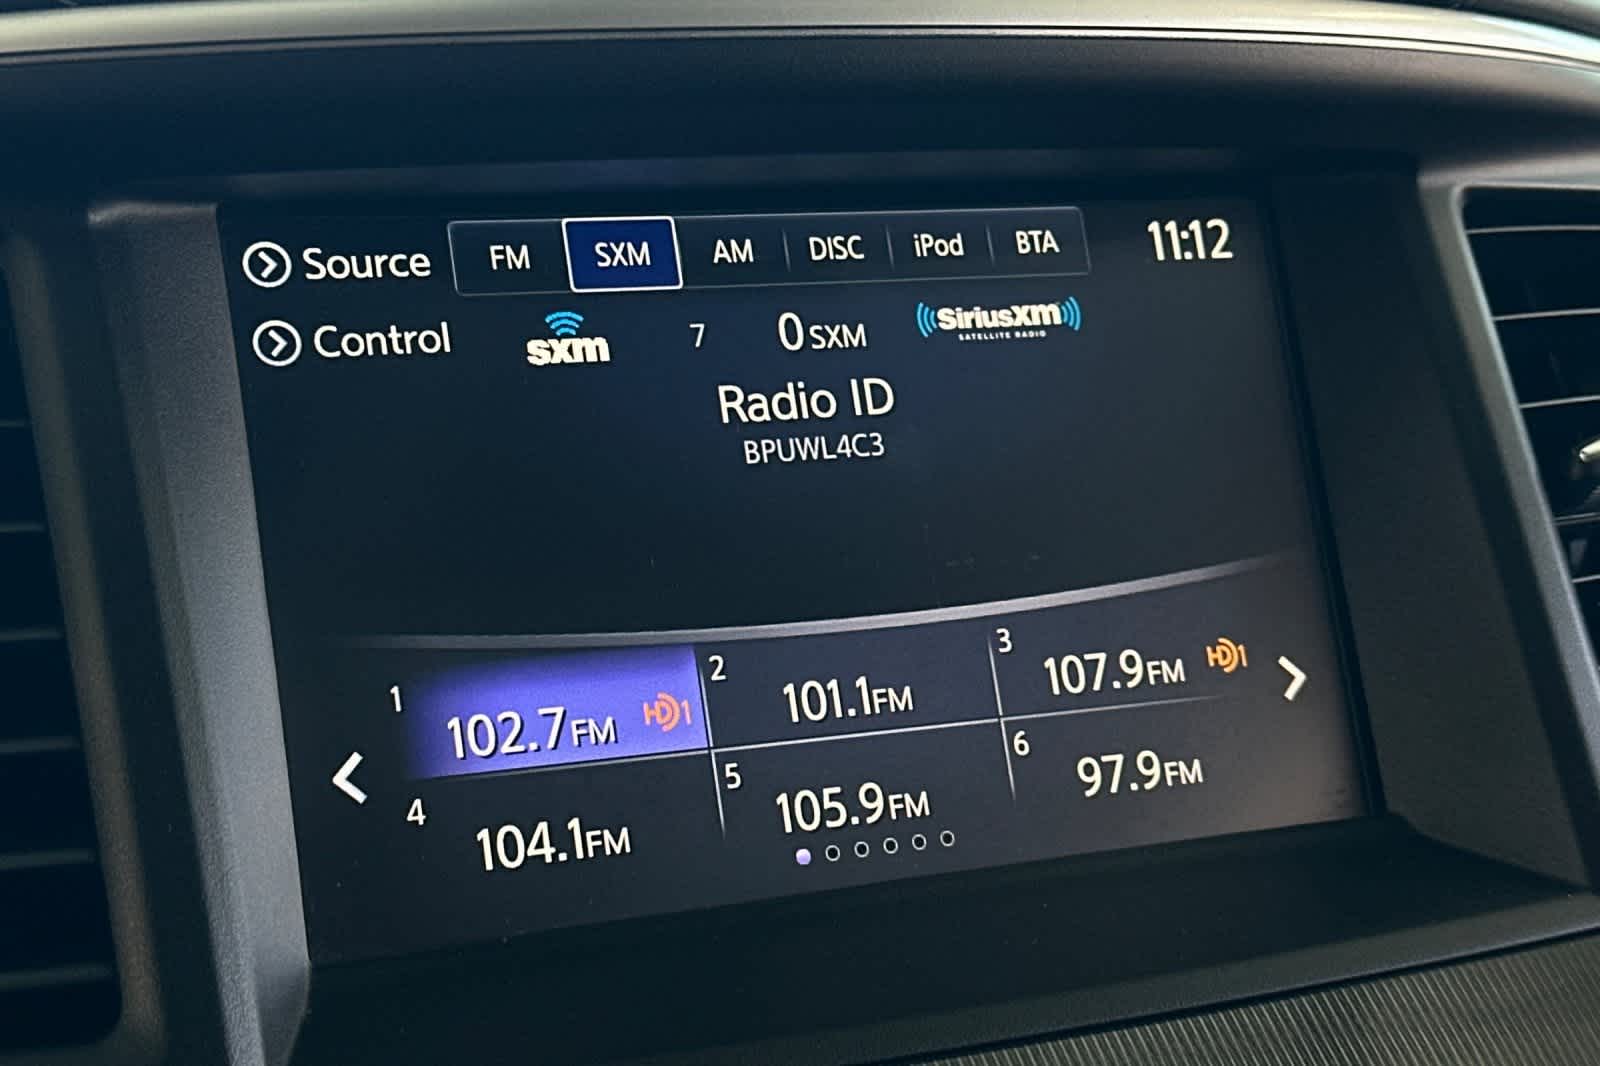 Source FM SXM AM DISC iPod BTA 11:12
Control sxm 7 0 SXM SiriusXM
SATELLITE RADIO
Radio ID
BPUWL4C3
1 102.7FM HD1 2 101.1FM 3 107.9FM HD1
4 104.1FM 5 105.9FM 6 97.9FM